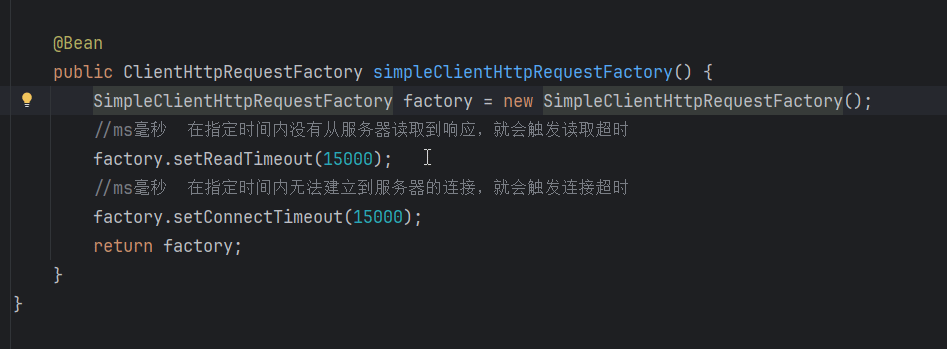 @Bean
public ClientHttpRequestFactory simpleClientHttpRequestFactory() {
SimpleClientHttpRequestFactory factory = new SimpleClientHttpRequestFactory();
//ms毫秒  在指定时间内没有从服务器读取到响应，就会触发读取超时
factory.setReadTimeout(15000);
//ms毫秒  在指定时间内无法建立到服务器的连接，就会触发连接超时
factory.setConnectTimeout(15000);
return factory;
}
}